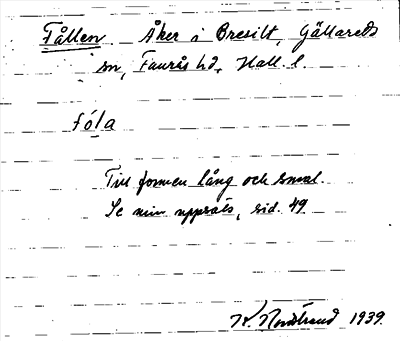 Fållen Åker å Bresilt, Gällareds
sn, Faurås hd, Hall. l.
fóla
Till formen lång och smal.
Se min uppsats, sid. 49
K. Nordstrand 1939.